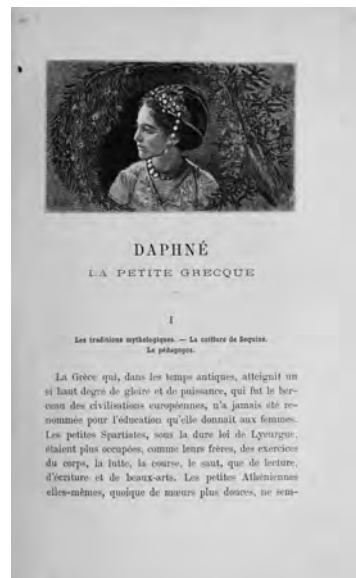 DAPHNÉ
LA PETITE GRECQUE
I
Les traditions mythologiques. — La coiffure de Sequins.
Le pédagogos.
La Grèce qui, dans les temps antiques, atteignit un
si haut degré de gloire et de puissance, qui fut le ber-
ceau des civilisations européennes, n'a jamais été re-
nommée pour l'éducation qu'elle donnait aux femmes.
Les petites Spartiates, sous la dure loi de Lycurgue,
étaient plus occupées, comme leurs frères, des exercices
du corps, la lutte, la course, le saut, que de lecture,
d'écriture et de beaux-arts. Les petites Athéniennes
elles-mêmes, quoique de mœurs plus douces, ne sem-